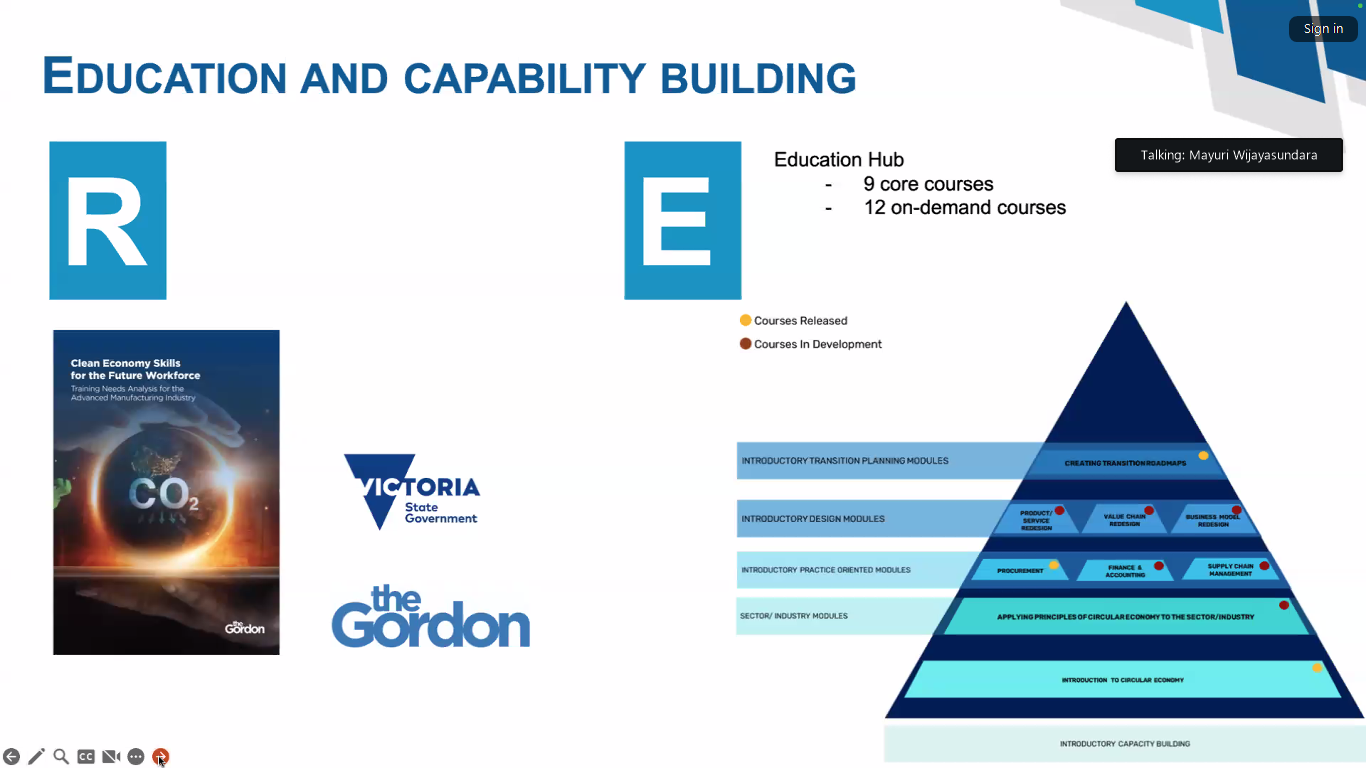 Sign in
EDUCATION AND CAPABILITY BUILDING
Talking: Mayuri Wijayasundara
R
E
Education Hub
- 9 core courses
- 12 on-demand courses
Courses Released
Courses In Development
Clean Economy Skills
for the Future Workforce
Training Needs Analysis for the
Advanced Manufacturing Industry
CO2
the
Gordon
VICTORIA
State
Government
the
Gordon
INTRODUCTORY TRANSITION PLANNING MODULES
CREATING TRANSITION ROADMAPS
INTRODUCTORY DESIGN MODULES
PRODUCT/
SERVICE
REDESIGN
VALUE CHAIN
REDESIGN
BUSINESS MODEL
REDESIGN
INTRODUCTORY PRACTICE ORIENTED MODULES
PROCUREMENT
FINANCE &
ACCOUNTING
SUPPLY CHAIN
MANAGEMENT
SECTOR/ INDUSTRY MODULES
APPLYING PRINCIPLES OF CIRCULAR ECONOMY TO THE SECTOR/INDUSTRY
INTRODUCTION TO CIRCULAR ECONOMY
INTRODUCTORY CAPACITY BUILDING
CC